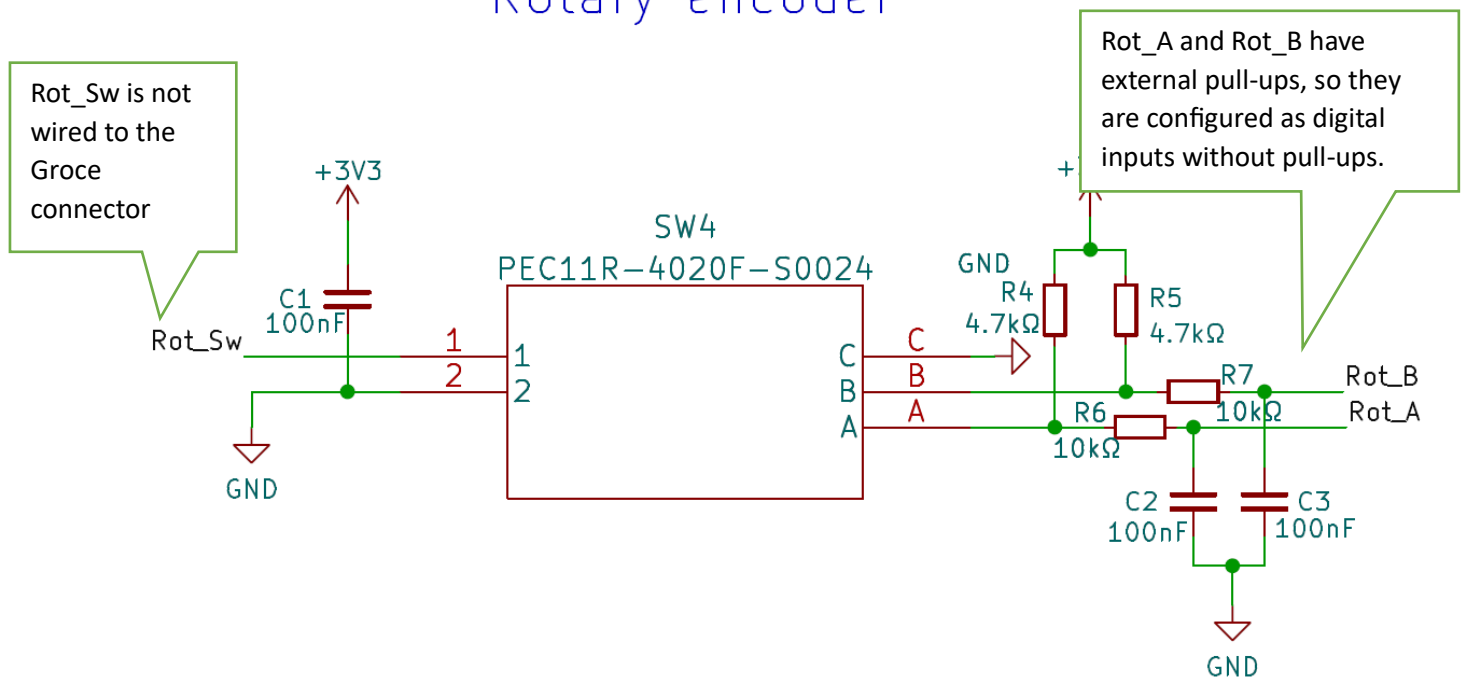 Rotary encoder
Rot_Sw is not
wired to the
Groce
connector
Rot_A and Rot_B have
external pull-ups, so they
are configured as digital
inputs without pull-ups.
+3V3
SW4
PEC11R-4020F-S0024
C1
100nF
Rot_Sw
1
2
1
2
GND
GND
C
B
A
C
B
A
R4
4.7kΩ
R5
4.7kΩ
R7
10kΩ
R6
10kΩ
Rot_B
Rot_A
C2
100nF
C3
100nF
GND